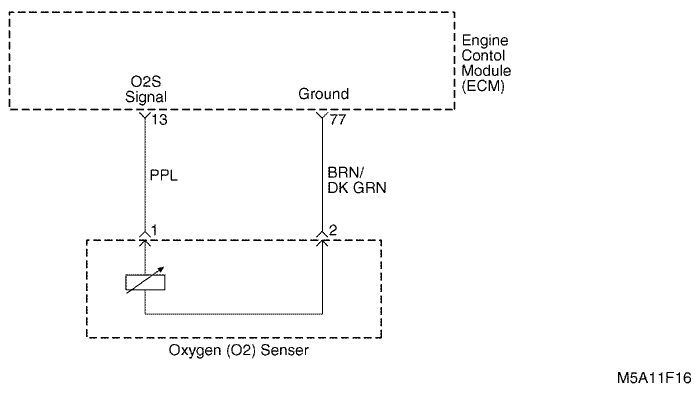 Engine
Contol
Module
(ECM)
O2S
Signal
Ground
13
77
PPL
BRN/
DK GRN
1
2
Oxygen (O2) Senser
M5A11F16